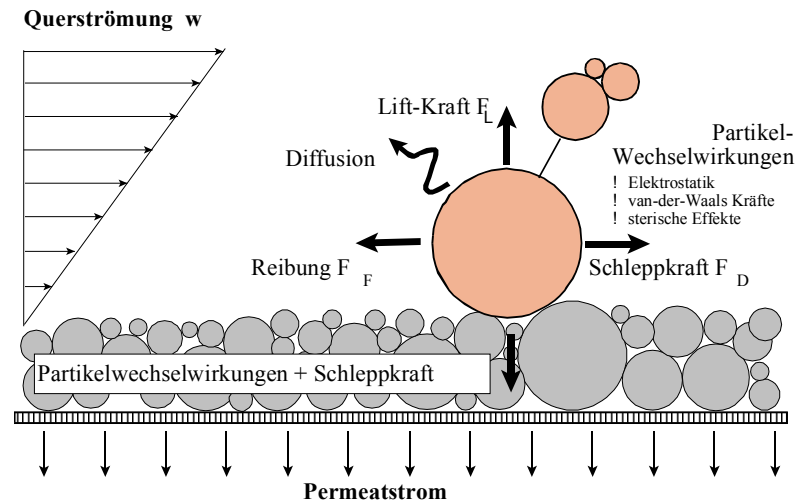 Querströmung w
Lift-Kraft F_L
Diffusion
Partikel-
Wechselwirkungen
! Elektrostatik
! van-der-Waals Kräfte
! sterische Effekte
Reibung F_F
Schleppkraft F_D
Partikelwechselwirkungen + Schleppkraft
Permeatstrom